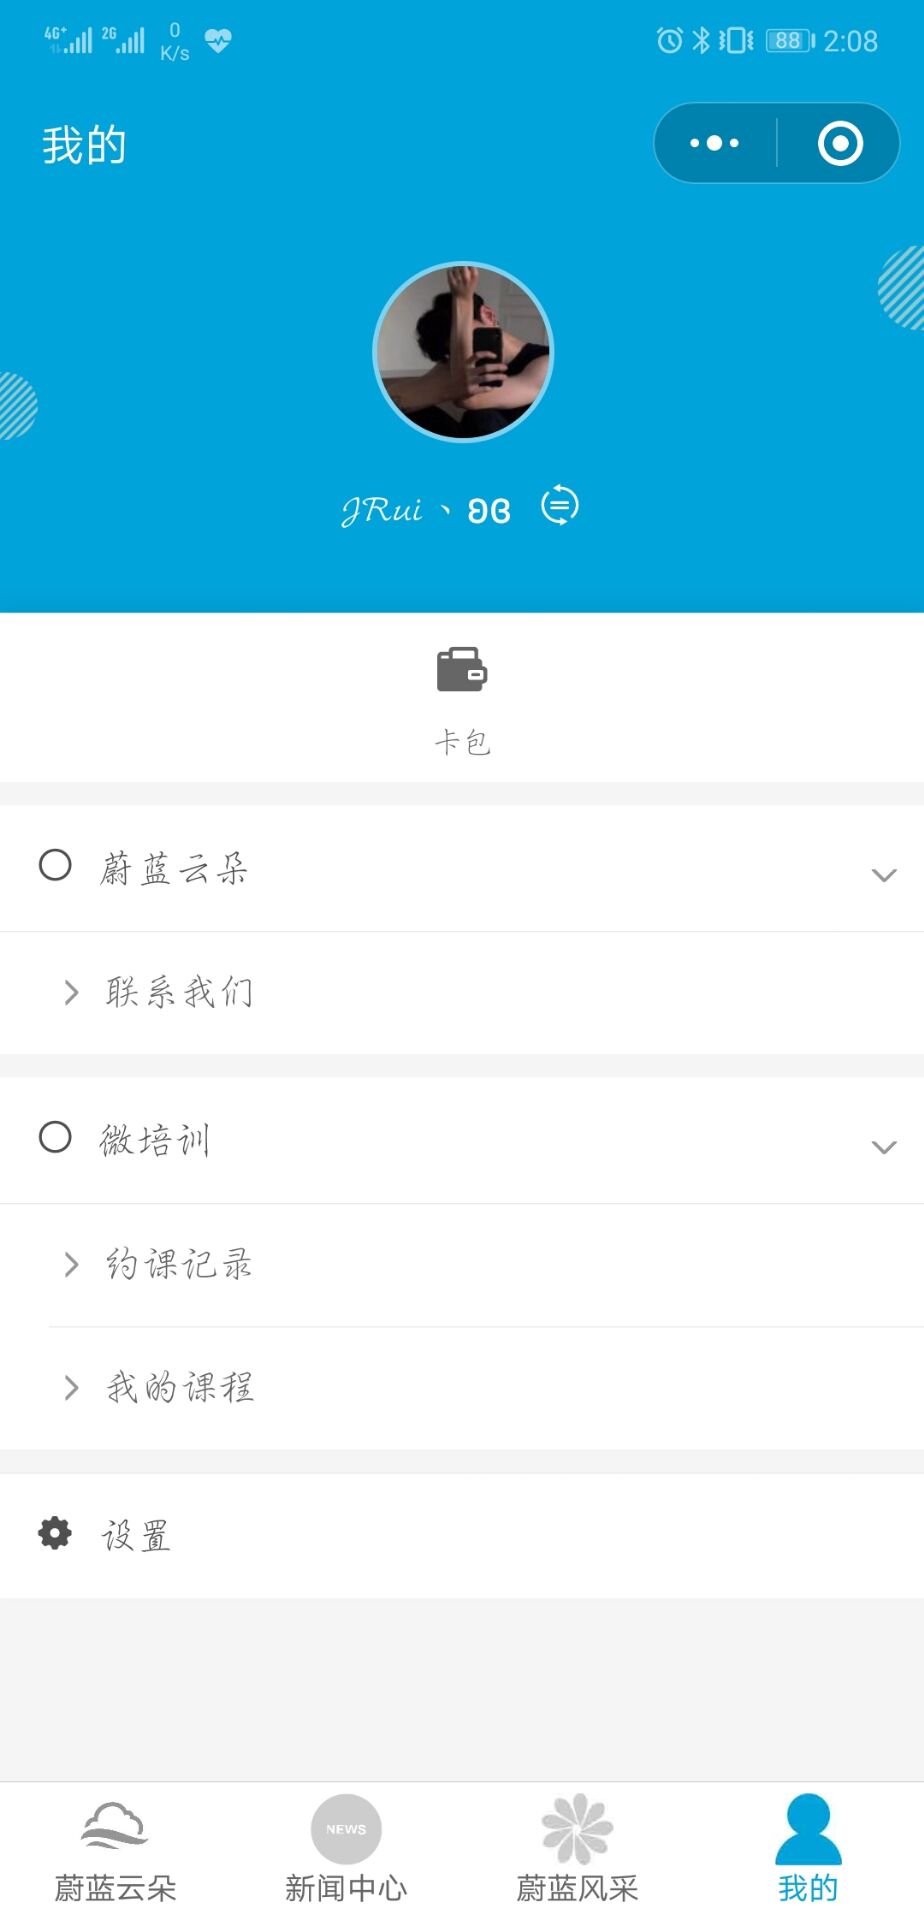 4G+ 2G 0 K/s 88 2:08
我的
JRui、ʚɞ
卡包
蔚蓝云朵
联系我们
微培训
约课记录
我的课程
设置
NEWS
蔚蓝云朵 新闻中心 蔚蓝风采 我的